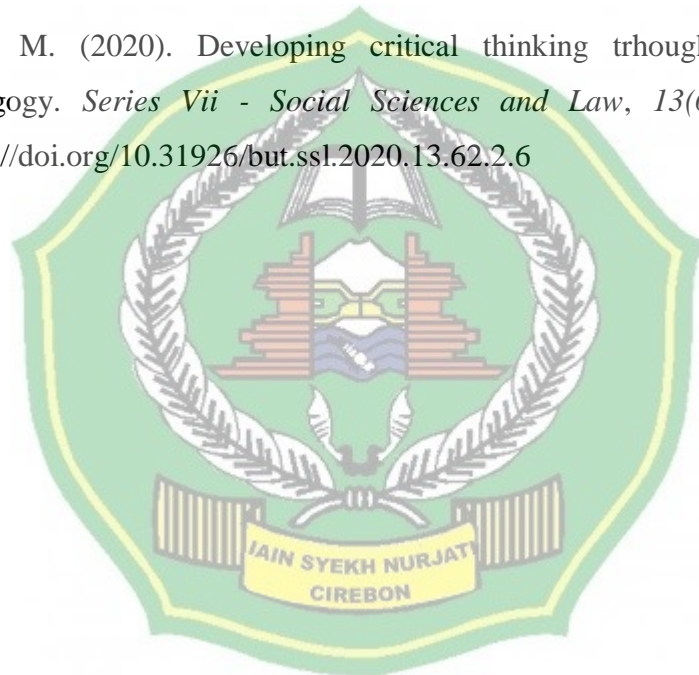 M. (2020). Developing critical thinking trhough
gogy. Series Vii - Social Sciences and Law, 13(6
://doi.org/10.31926/but.ssl.2020.13.62.2.6
IAIN SYEKH NURJATI
CIREBON